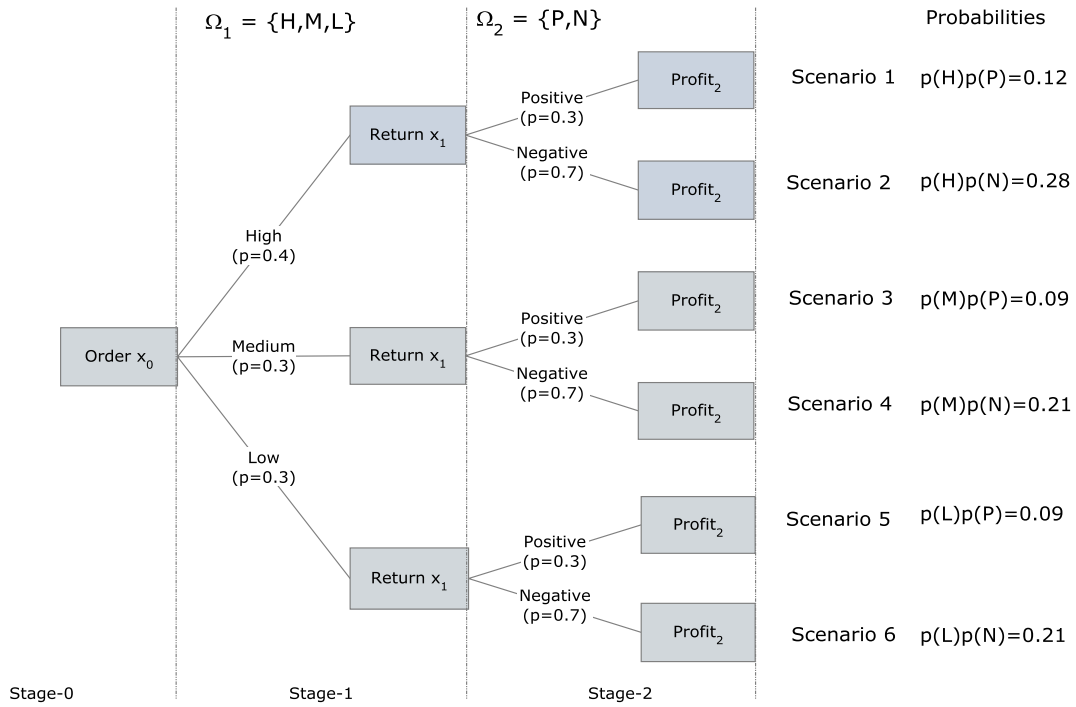 Ω₁ = {H,M,L}
Ω₂ = {P,N}
Probabilities
Profit₂
Scenario 1
p(H)p(P)=0.12
Positive
(p=0.3)
Return x₁
Negative
(p=0.7)
Profit₂
Scenario 2
p(H)p(N)=0.28
High
(p=0.4)
Profit₂
Scenario 3
p(M)p(P)=0.09
Positive
(p=0.3)
Order x₀
Medium
(p=0.3)
Return x₁
Negative
(p=0.7)
Profit₂
Scenario 4
p(M)p(N)=0.21
Low
(p=0.3)
Profit₂
Scenario 5
p(L)p(P)=0.09
Positive
(p=0.3)
Return x₁
Negative
(p=0.7)
Profit₂
Scenario 6
p(L)p(N)=0.21
Stage-0
Stage-1
Stage-2